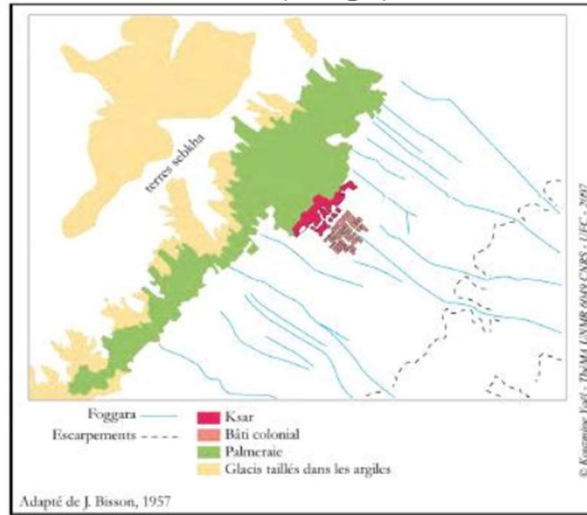 terres sebkha
Foggara
Escarpements
Ksar
Bâti colonial
Palmeraie
Glacis taillés dans les argiles
Adapté de J. Bisson, 1957